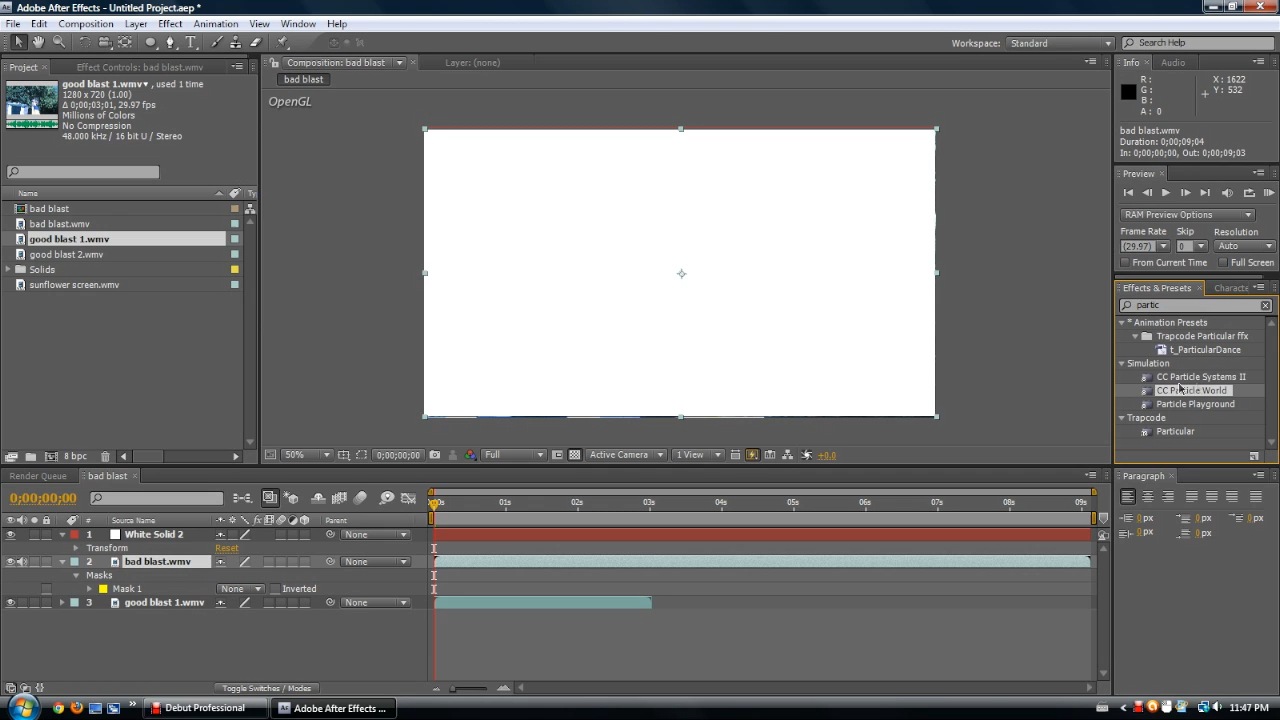 Adobe After Effects - Untitled Project.aep *
File Edit Composition Layer Effect Animation View Window Help
Workspace: Standard Search Help
Project Effect Controls: bad blast.wmv
good blast 1.wmv▾ , used 1 time
1280 x 720 (1.00)
Δ 0;00;03;01, 29.97 fps
Millions of Colors
No Compression
48.000 kHz / 16 bit U / Stereo
Name Ty
bad blast
bad blast.wmv
good blast 1.wmv
good blast 2.wmv
Solids
sunflower screen.wmv
8 bpc
Composition: bad blast Layer: (none)
bad blast
OpenGL
50% 0;00;00;00 Full Active Camera 1 View +0.0
Info Audio
R: X: 1622
G: Y: 532
B:
A: 0
bad blast.wmv
Duration: 0;00;09;04
In: 0;00;00;00, Out: 0;00;09;03
Preview
RAM Preview Options
Frame Rate Skip Resolution
(29.97) 0 Auto
From Current Time Full Screen
Effects & Presets Characte
partic
* Animation Presets
Trapcode Particular ffx
t_ParticularDance
Simulation
CC Particle Systems II
CC Particle World
Particle Playground
Trapcode
Particular
Paragraph
0 px 0 px 0 px
0 px 0 px
Render Queue bad blast
0;00;00;00
00s 01s 02s 03s 04s 05s 06s 07s 08s 09s
# Source Name Parent
1 White Solid 2 None
Transform Reset
2 bad blast.wmv None
Masks
Mask 1 None Inverted
3 good blast 1.wmv None
Toggle Switches / Modes
Debut Professional Adobe After Effects ... 11:47 PM